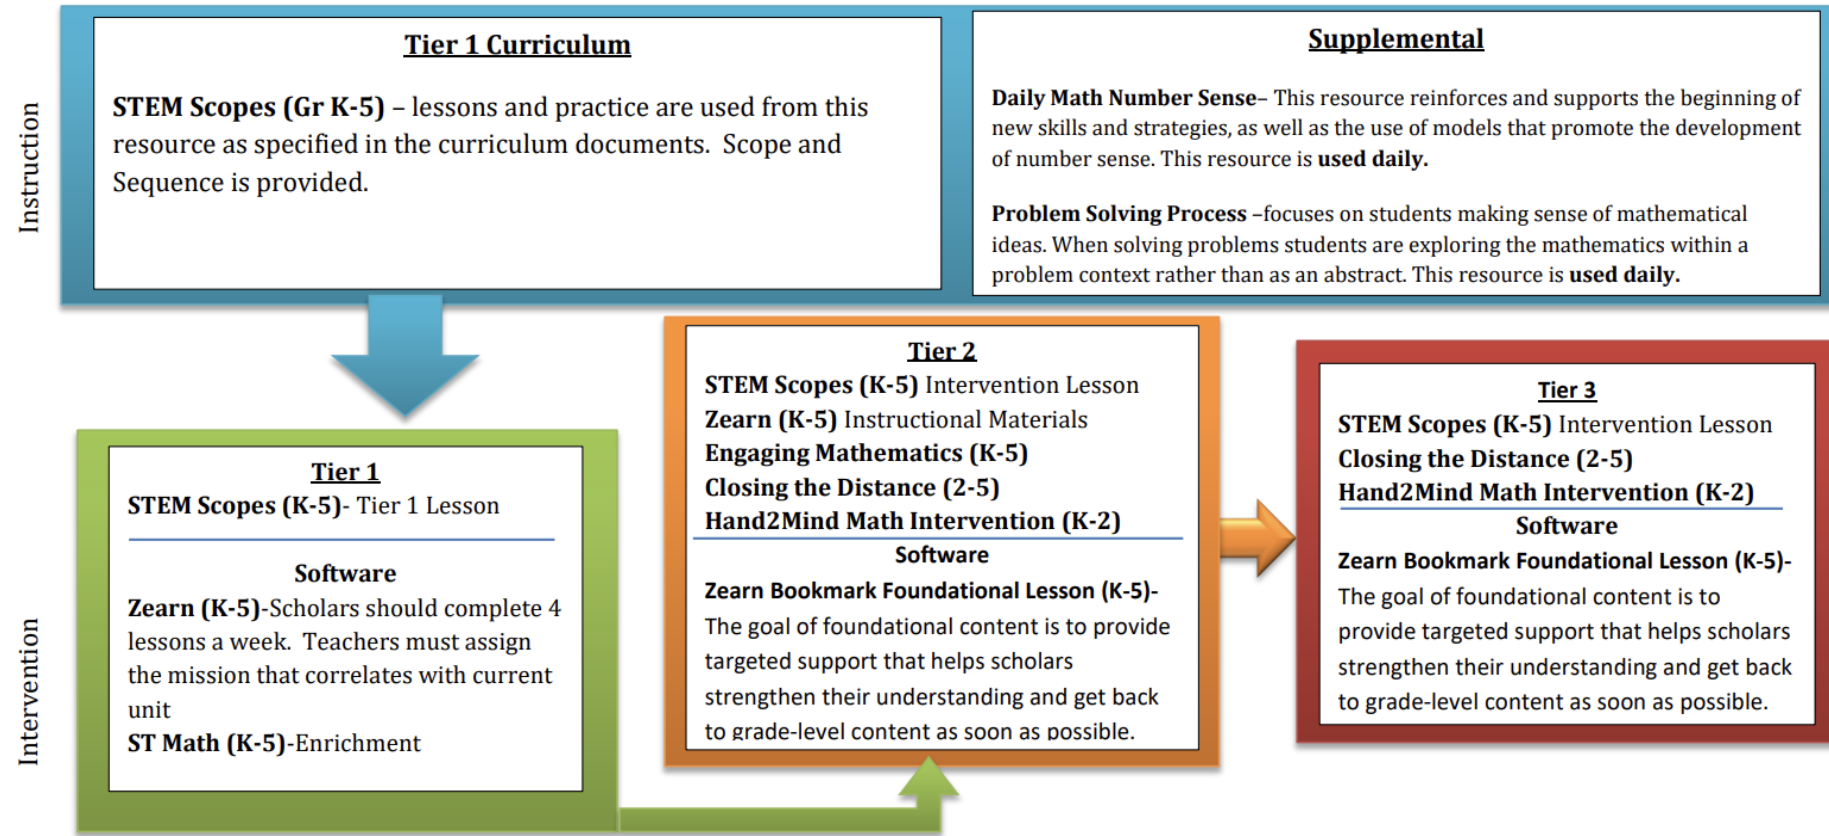 Instruction
Tier 1 Curriculum
STEM Scopes (Gr K-5) – lessons and practice are used from this
resource as specified in the curriculum documents.  Scope and
Sequence is provided.
Supplemental
Daily Math Number Sense– This resource reinforces and supports the beginning of
new skills and strategies, as well as the use of models that promote the development
of number sense. This resource is used daily.
Problem Solving Process –focuses on students making sense of mathematical
ideas. When solving problems students are exploring the mathematics within a
problem context rather than as an abstract. This resource is used daily.
Intervention
Tier 1
STEM Scopes (K-5)- Tier 1 Lesson
Software
Zearn (K-5)-Scholars should complete 4
lessons a week.  Teachers must assign
the mission that correlates with current
unit
ST Math (K-5)-Enrichment
Tier 2
STEM Scopes (K-5) Intervention Lesson
Zearn (K-5) Instructional Materials
Engaging Mathematics (K-5)
Closing the Distance (2-5)
Hand2Mind Math Intervention (K-2)
Software
Zearn Bookmark Foundational Lesson (K-5)-
The goal of foundational content is to provide
targeted support that helps scholars
strengthen their understanding and get back
to grade-level content as soon as possible.
Tier 3
STEM Scopes (K-5) Intervention Lesson
Closing the Distance (2-5)
Hand2Mind Math Intervention (K-2)
Software
Zearn Bookmark Foundational Lesson (K-5)-
The goal of foundational content is to
provide targeted support that helps scholars
strengthen their understanding and get back
to grade-level content as soon as possible.